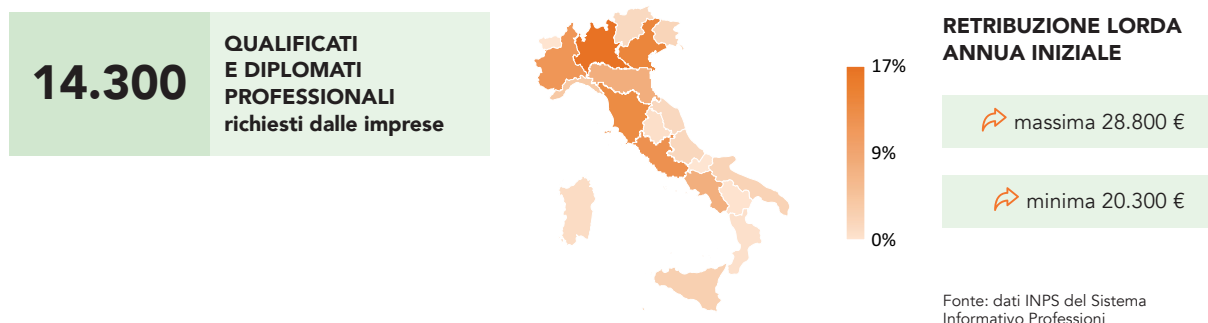 14.300
QUALIFICATI
E DIPLOMATI
PROFESSIONALI
richiesti dalle imprese
17%
9%
0%
RETRIBUZIONE LORDA
ANNUA INIZIALE
massima 28.800 €
minima 20.300 €
Fonte: dati INPS del Sistema
Informativo Professioni